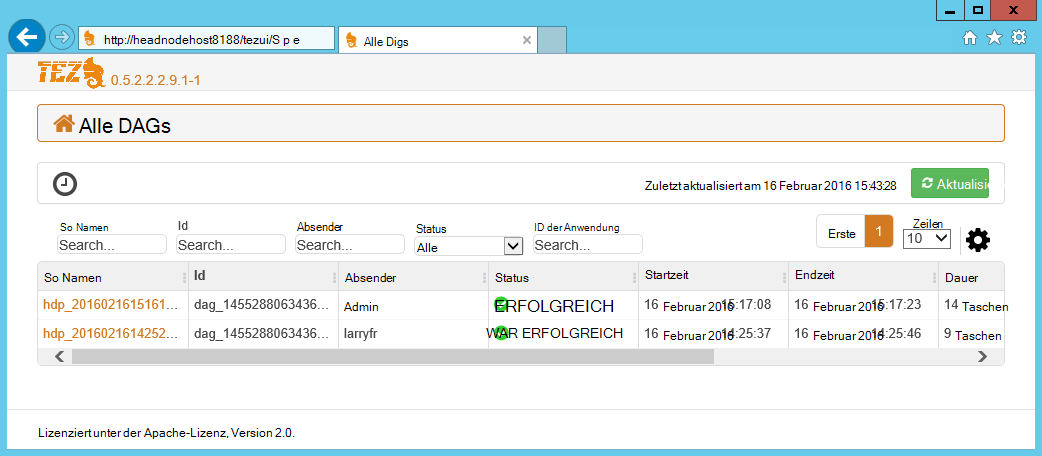 http://headnodehost8188/tezui/S p e
Alle Digs
TEZ 0.5.2.2.2.9.1-1
Alle DAGs
Zuletzt aktualisiert am 16 Februar 2016 15:43:28
Aktualisi
So Namen Id Absender Status ID der Anwendung
Search... Search... Search... Alle Search...
Erste 1 Zeilen 10
So Namen Id Absender Status Startzeit Endzeit Dauer
hdp_2016021615161... dag_1455288063436... Admin ERFOLGREICH 16 Februar 2016 15:17:08 16 Februar 2016 15:17:23 14 Taschen
hdp_2016021614252... dag_1455288063436... larryfr WAR ERFOLGREICH 16 Februar 2016 14:25:37 16 Februar 2016 14:25:46 9 Taschen
Lizenziert unter der Apache-Lizenz, Version 2.0.